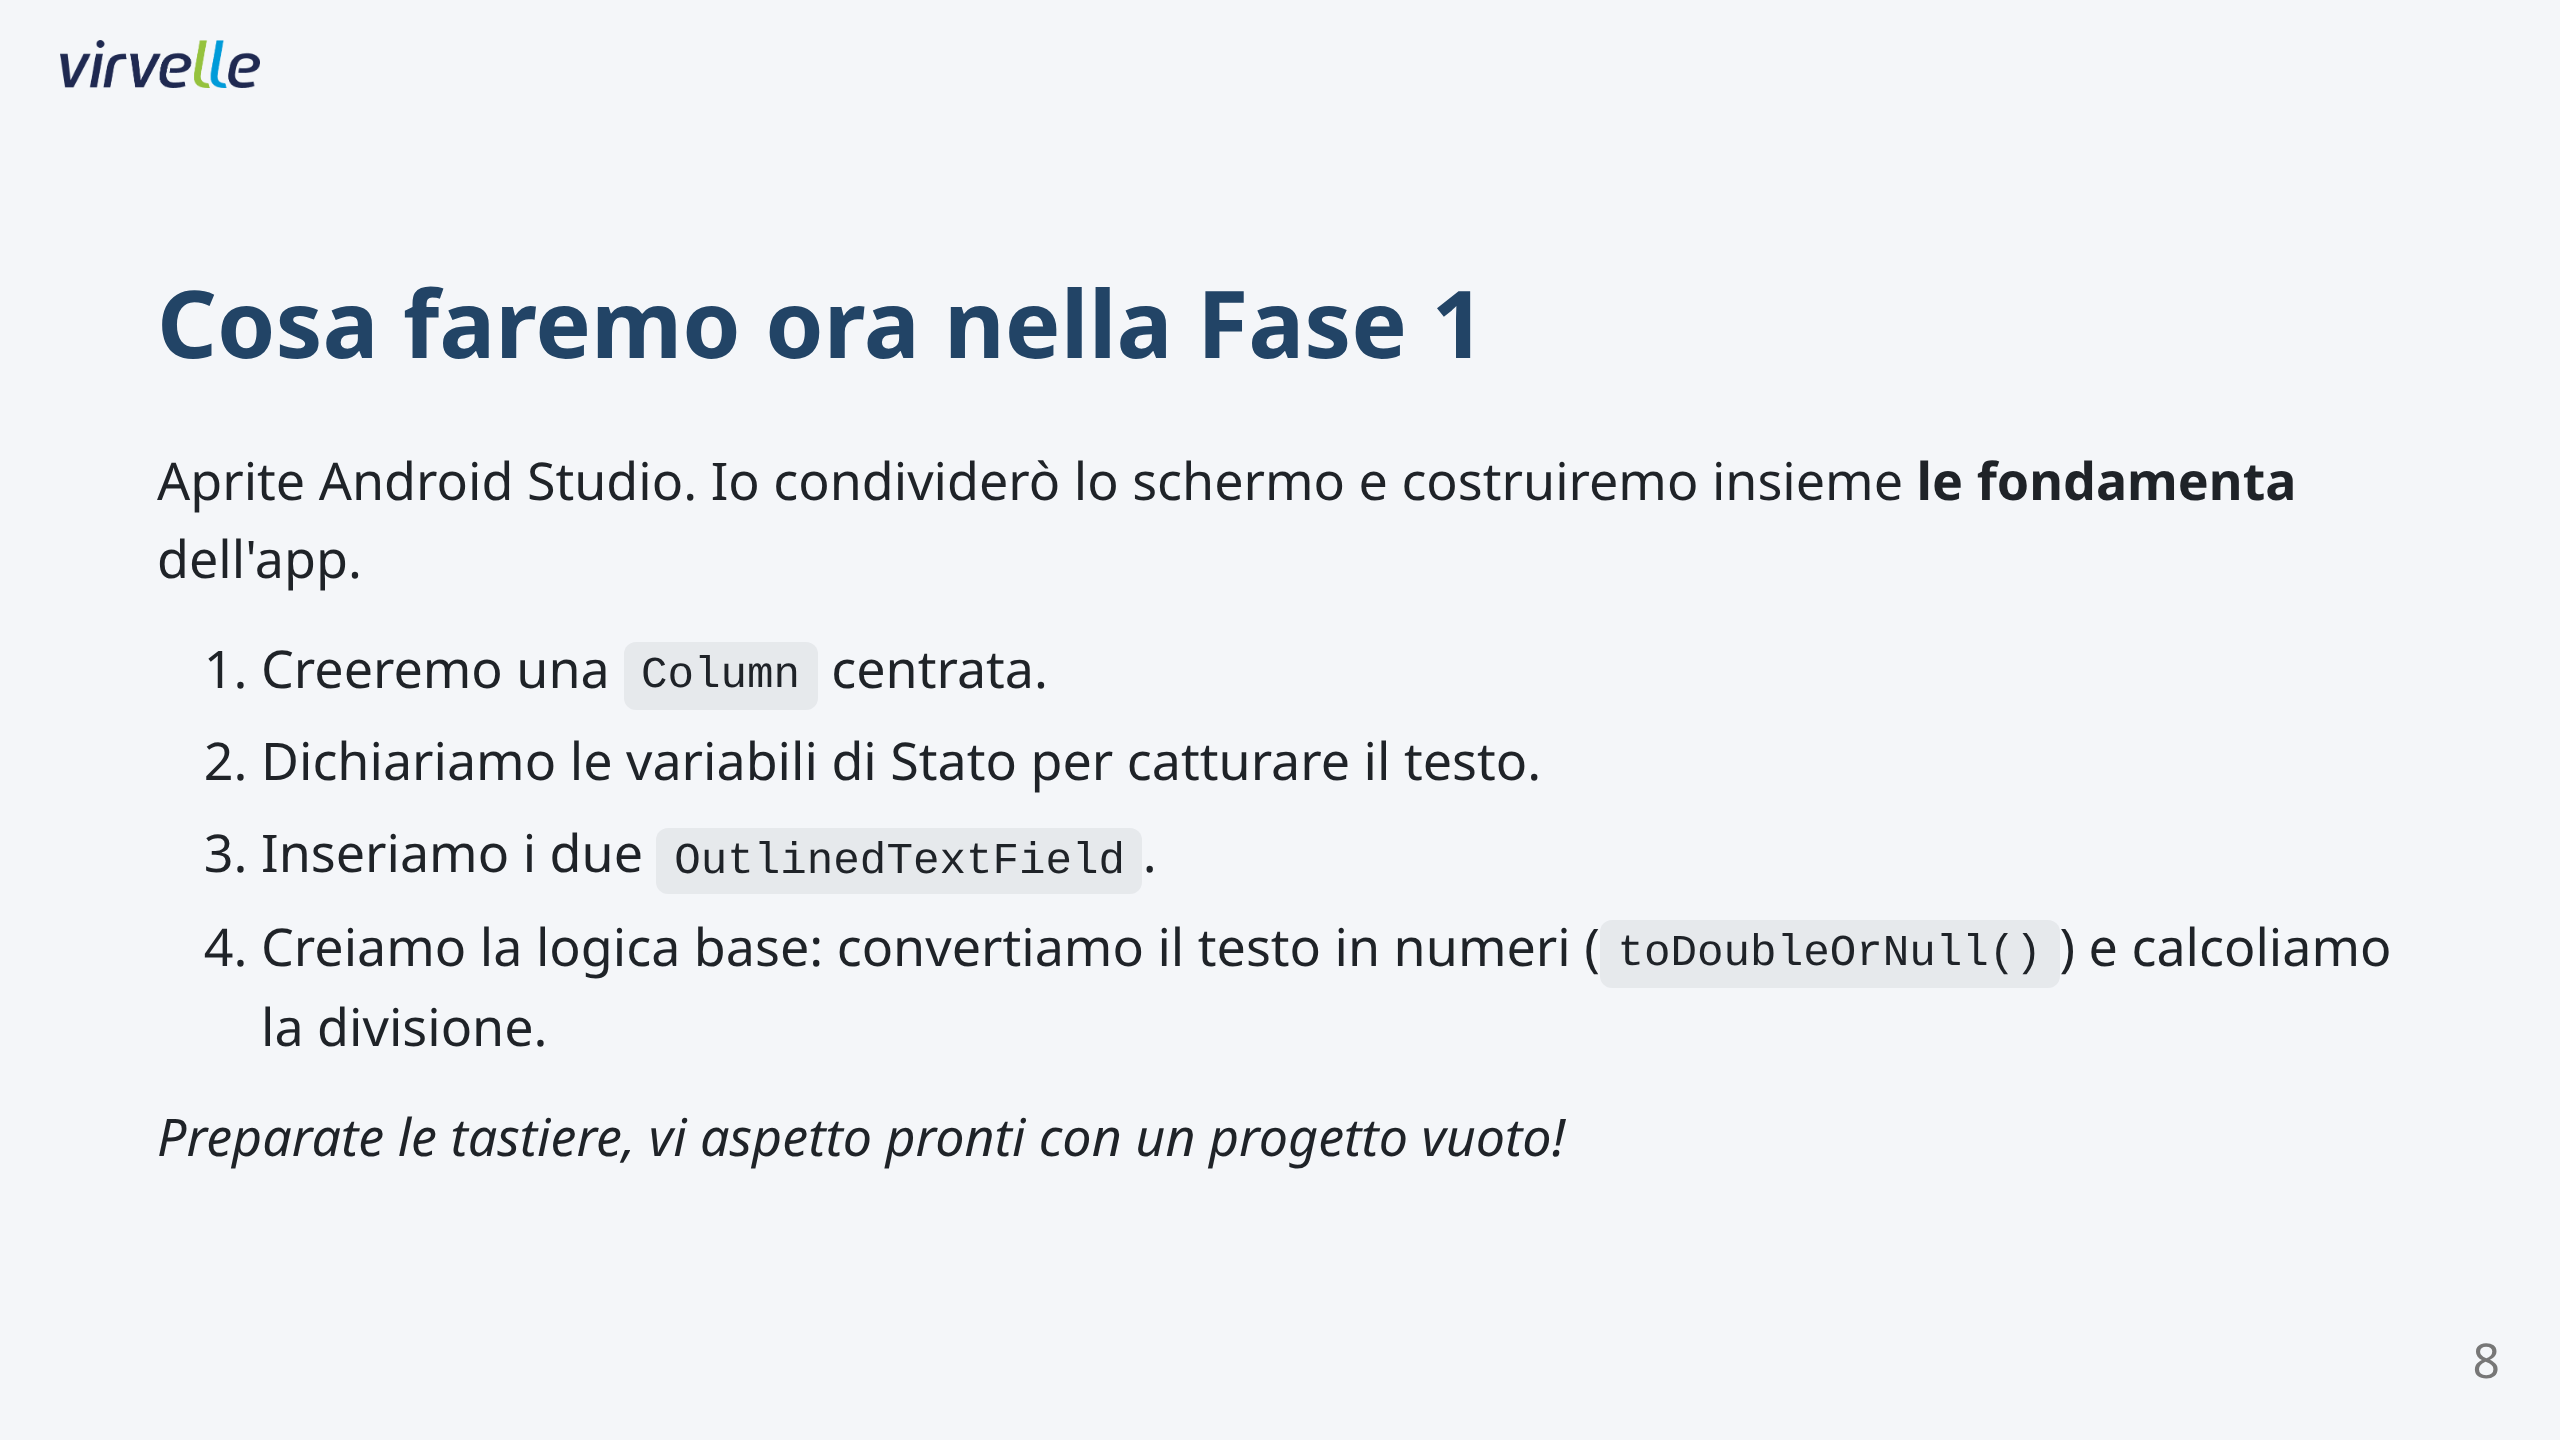 virvelle
Cosa faremo ora nella Fase 1
Aprite Android Studio. Io condividerò lo schermo e costruiremo insieme le fondamenta
dell'app.
1. Creeremo una Column centrata.
2. Dichiariamo le variabili di Stato per catturare il testo.
3. Inseriamo i due OutlinedTextField.
4. Creiamo la logica base: convertiamo il testo in numeri (toDoubleOrNull()) e calcoliamo
la divisione.
Preparate le tastiere, vi aspetto pronti con un progetto vuoto!
8